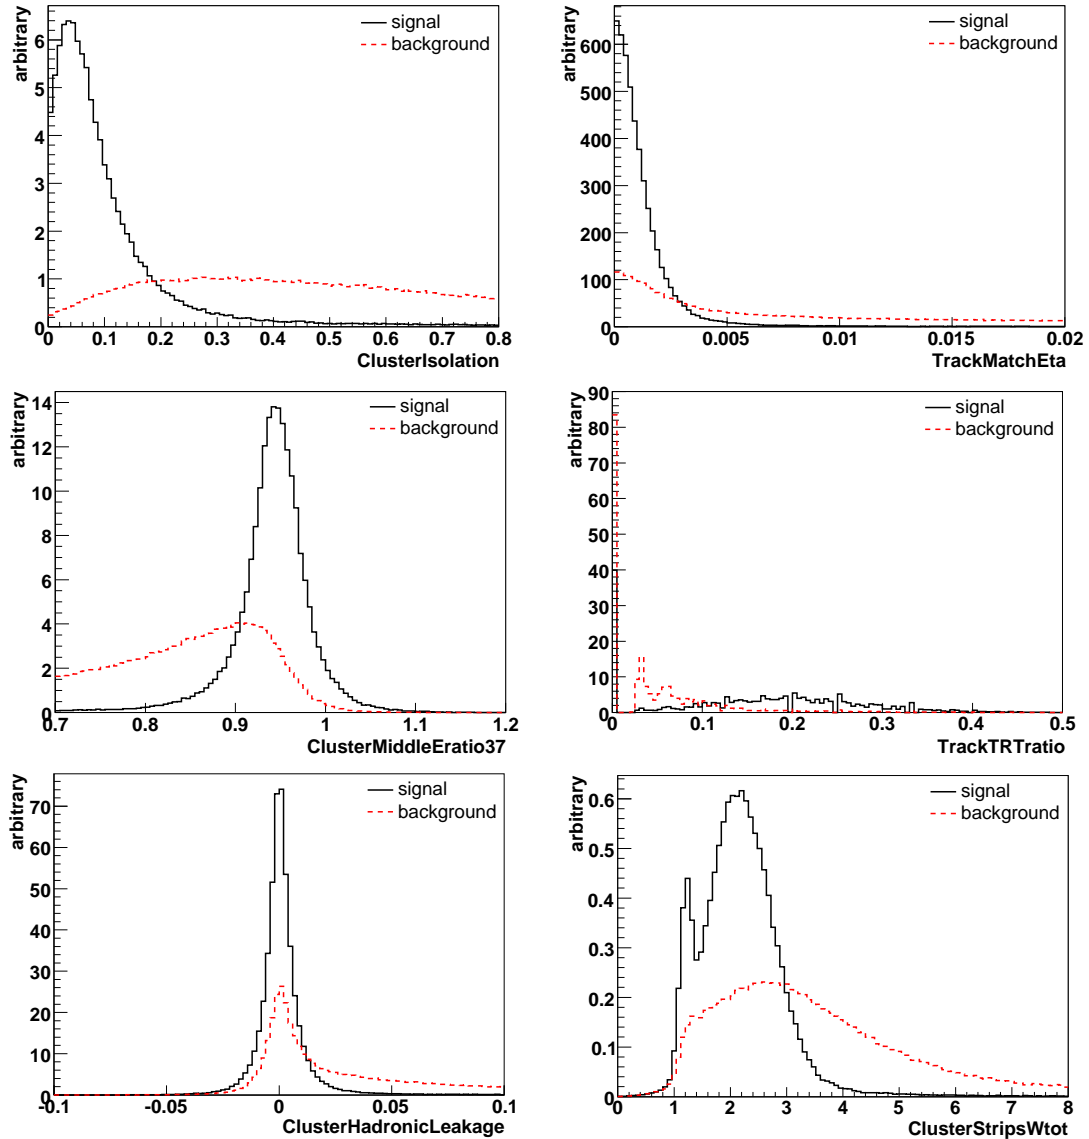 arbitrary
6
5
4
3
2
1
0
signal
background
0 0.1 0.2 0.3 0.4 0.5 0.6 0.7 0.8
ClusterIsolation
arbitrary
600
500
400
300
200
100
0
signal
background
0 0.005 0.01 0.015 0.02
TrackMatchEta
arbitrary
14
12
10
8
6
4
2
0
signal
background
0.7 0.8 0.9 1 1.1 1.2
ClusterMiddleEratio37
arbitrary
90
80
70
60
50
40
30
20
10
0
signal
background
0 0.1 0.2 0.3 0.4 0.5
TrackTRTratio
arbitrary
70
60
50
40
30
20
10
0
signal
background
-0.1 -0.05 0 0.05 0.1
ClusterHadronicLeakage
arbitrary
0.6
0.5
0.4
0.3
0.2
0.1
0
signal
background
0 1 2 3 4 5 6 7 8
ClusterStripsWtot